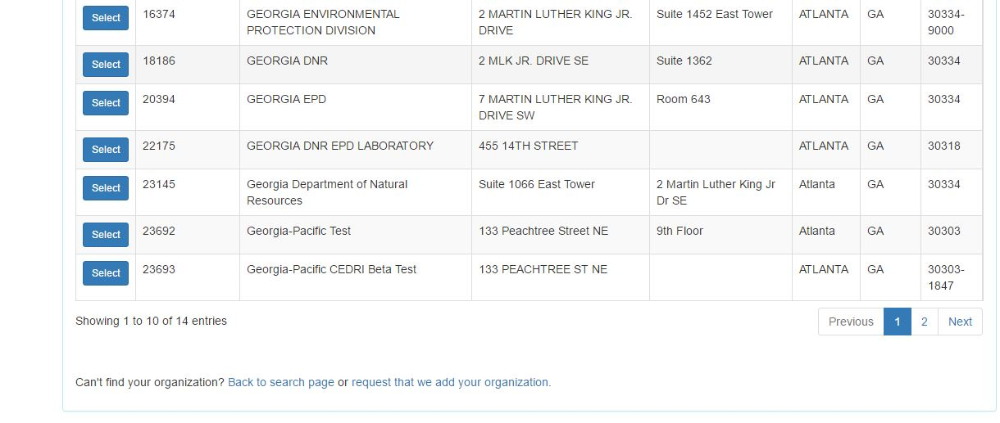 Select 16374 GEORGIA ENVIRONMENTAL 2 MARTIN LUTHER KING JR. Suite 1452 East Tower ATLANTA GA 30334-
PROTECTION DIVISION DRIVE 9000
Select 18186 GEORGIA DNR 2 MLK JR. DRIVE SE Suite 1362 ATLANTA GA 30334
Select 20394 GEORGIA EPD 7 MARTIN LUTHER KING JR. Room 643 ATLANTA GA 30334
DRIVE SW
Select 22175 GEORGIA DNR EPD LABORATORY 455 14TH STREET ATLANTA GA 30318
Select 23145 Georgia Department of Natural Suite 1066 East Tower 2 Martin Luther King Jr Atlanta GA 30334
Resources Dr SE
Select 23692 Georgia-Pacific Test 133 Peachtree Street NE 9th Floor Atlanta GA 30303
Select 23693 Georgia-Pacific CEDRI Beta Test 133 PEACHTREE ST NE ATLANTA GA 30303-
1847
Showing 1 to 10 of 14 entries Previous 1 2 Next
Can't find your organization? Back to search page or request that we add your organization.